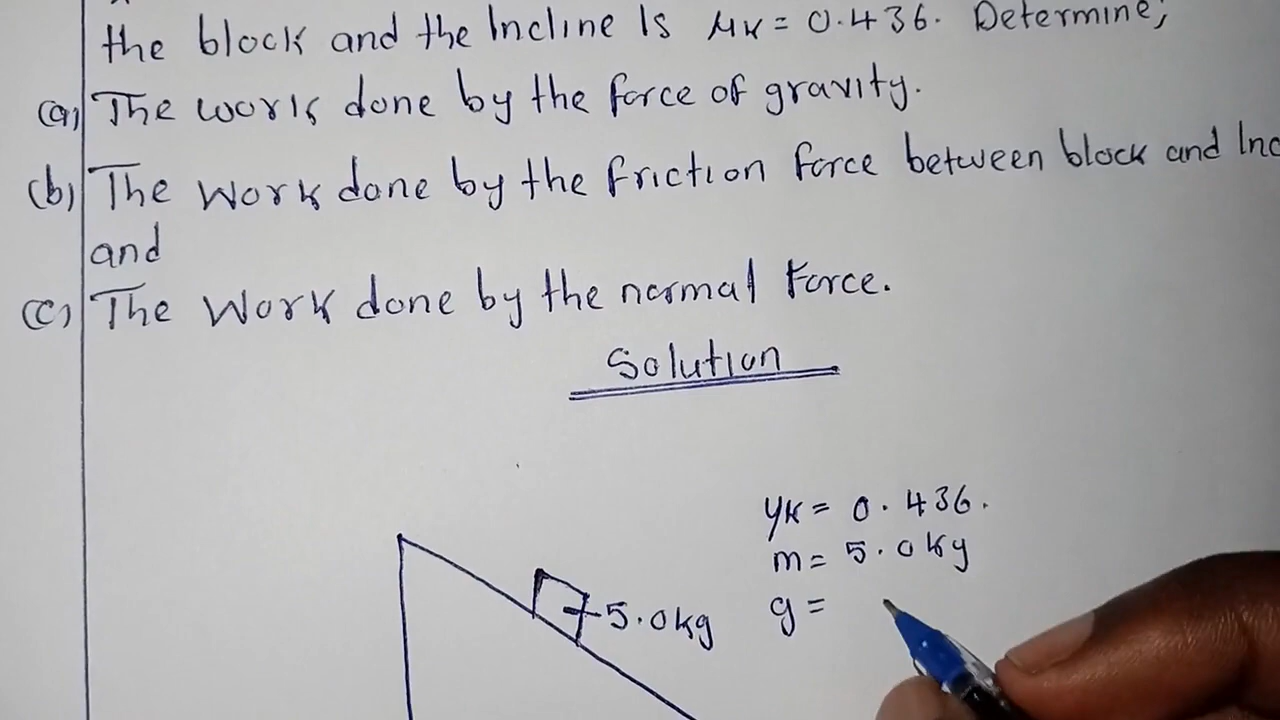 the block and the Incline Is μk = 0.436. Determine;
(a) The work done by the force of gravity.
(b) The Work done by the friction force between block and Inc
and
(c) The Work done by the normal Force.
Solution
μk = 0.436.
m = 5.0kg
5.0kg
g =